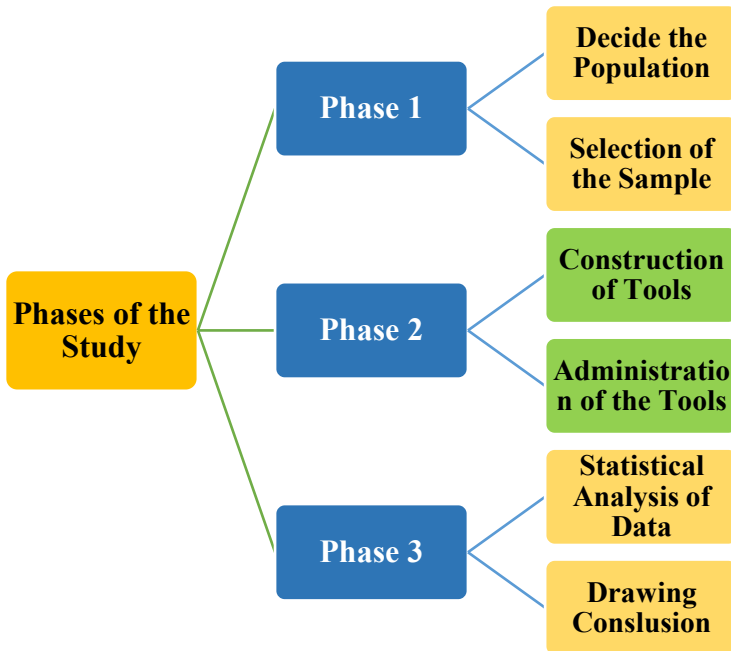 Phases of the
Study
Phase 1
Decide the
Population
Selection of
the Sample
Phase 2
Construction
of Tools
Administratio
n of the Tools
Phase 3
Statistical
Analysis of
Data
Drawing
Conslusion